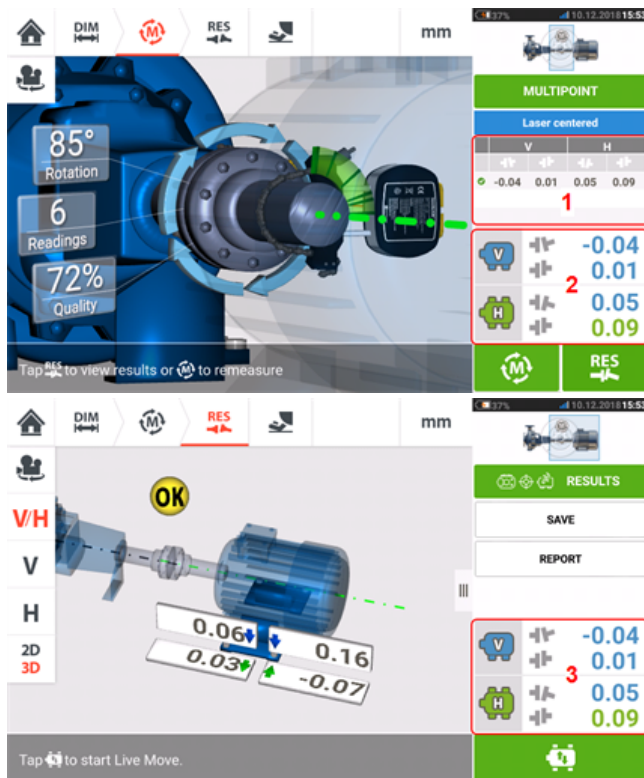 DIM
M
RES
mm
37%
10.12.2018 15:53
85°
Rotation
6
Readings
72%
Quality
Tap RES to view results or M to remeasure
MULTIPOINT
Laser centered
V H
-0.04 0.01 0.05 0.09
1
V
-0.04
0.01
2
H
0.05
0.09
M
RES
DIM
M
RES
mm
37%
10.12.2018 15:53
V/H
V
H
2D
3D
OK
0.06
0.16
0.03
-0.07
Tap to start Live Move.
RESULTS
SAVE
REPORT
V
-0.04
0.01
3
H
0.05
0.09